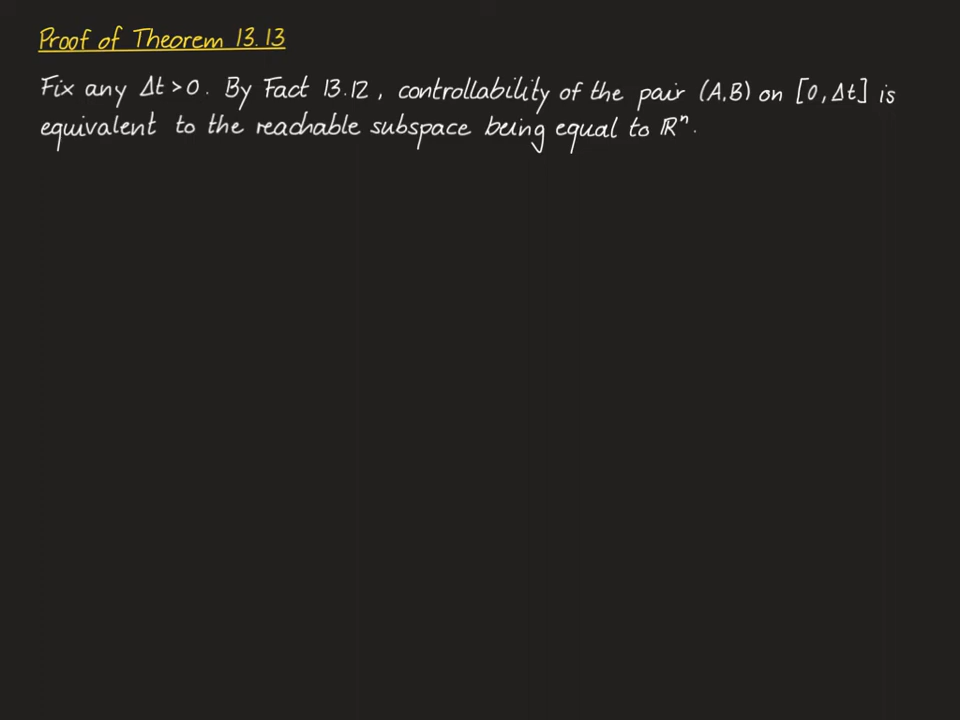 Proof of Theorem 13.13
Fix any Δt > 0. By Fact 13.12, controllability of the pair (A,B) on [0, Δt] is
equivalent to the reachable subspace being equal to ℝⁿ.